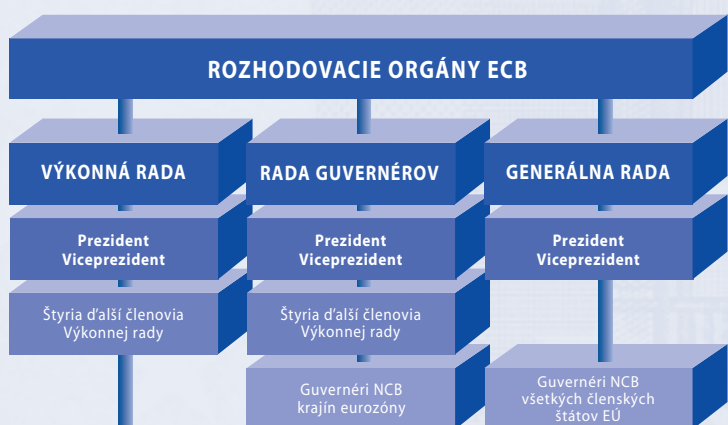 ROZHODOVACIE ORGÁNY ECB
VÝKONNÁ RADA
Prezident
Viceprezident
Štyria ďalší členovia
Výkonnej rady
RADA GUVERNÉROV
Prezident
Viceprezident
Štyria ďalší členovia
Výkonnej rady
Guvernéri NCB
krajín eurozóny
GENERÁLNA RADA
Prezident
Viceprezident
Guvernéri NCB
všetkých členských
štátov EÚ